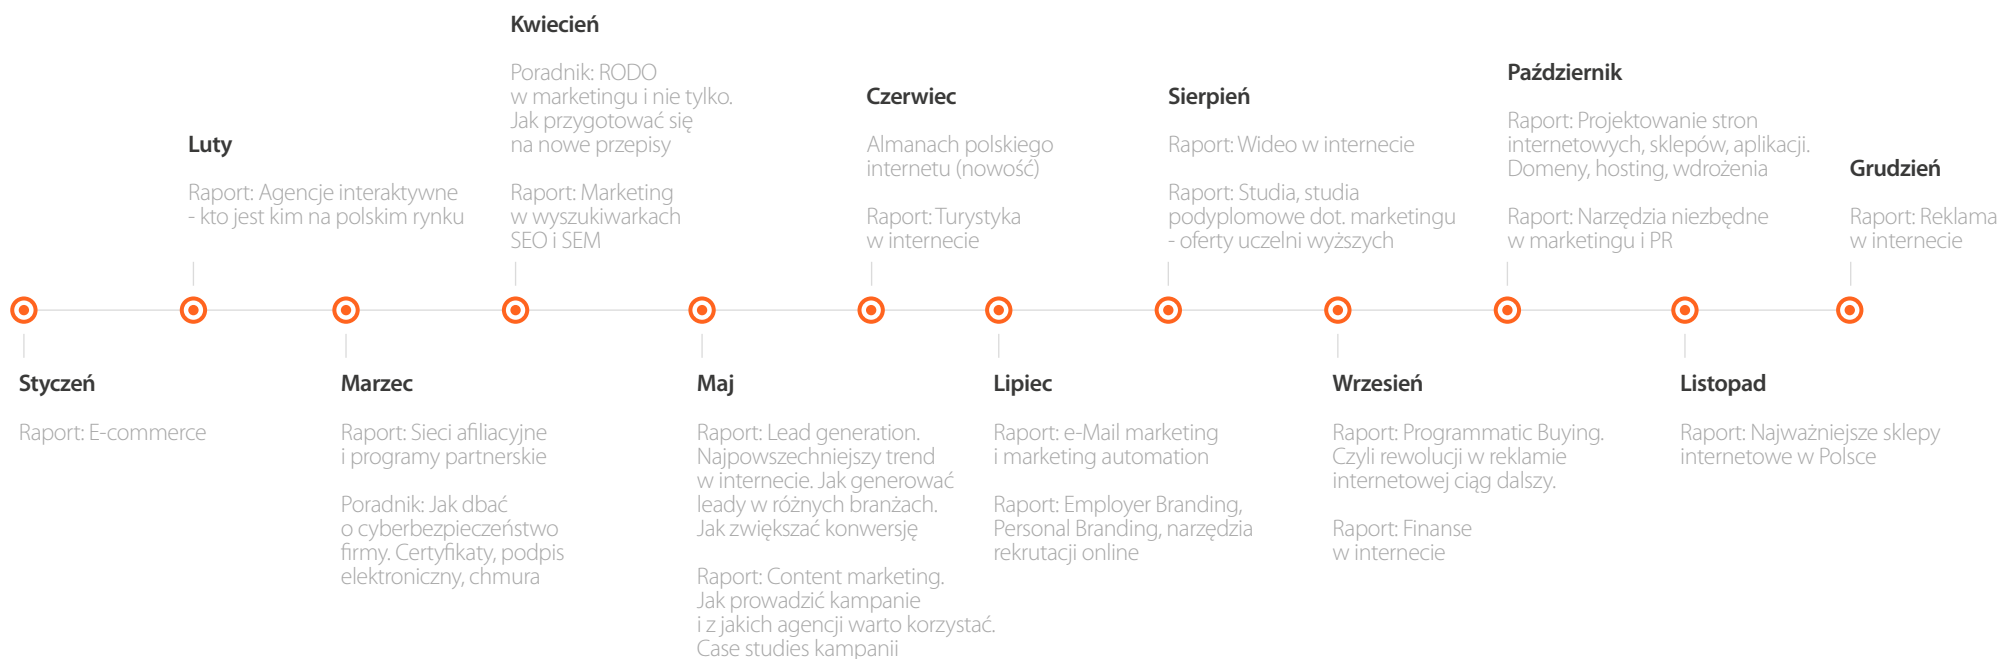 Styczeń
Raport: E-commerce
Luty
Raport: Agencje interaktywne
- kto jest kim na polskim rynku
Marzec
Raport: Sieci afiliacyjne
i programy partnerskie
Poradnik: Jak dbać
o cyberbezpieczeństwo
firmy. Certyfikaty, podpis
elektroniczny, chmura
Kwiecień
Poradnik: RODO
w marketingu i nie tylko.
Jak przygotować się
na nowe przepisy
Raport: Marketing
w wyszukiwarkach
SEO i SEM
Maj
Raport: Lead generation.
Najpowszechniejszy trend
w internecie. Jak generować
leady w różnych branżach.
Jak zwiększać konwersję
Raport: Content marketing.
Jak prowadzić kampanie
i z jakich agencji warto korzystać.
Case studies kampanii
Czerwiec
Almanach polskiego
internetu (nowość)
Raport: Turystyka
w internecie
Lipiec
Raport: e-Mail marketing
i marketing automation
Raport: Employer Branding,
Personal Branding, narzędzia
rekrutacji online
Sierpień
Raport: Wideo w internecie
Raport: Studia, studia
podyplomowe dot. marketingu
- oferty uczelni wyższych
Wrzesień
Raport: Programmatic Buying.
Czyli rewolucji w reklamie
internetowej ciąg dalszy.
Raport: Finanse
w internecie
Październik
Raport: Projektowanie stron
internetowych, sklepów, aplikacji.
Domeny, hosting, wdrożenia
Raport: Narzędzia niezbędne
w marketingu i PR
Listopad
Raport: Najważniejsze sklepy
internetowe w Polsce
Grudzień
Raport: Reklama
w internecie